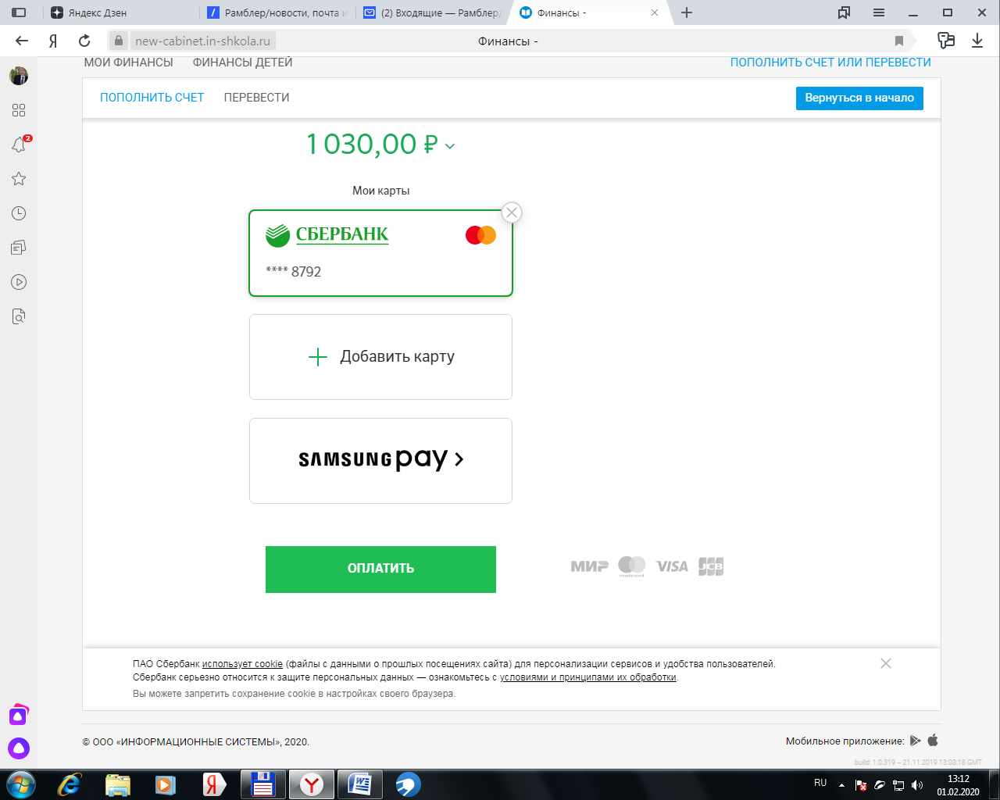 Яндекс Дзен
Рамблер/новости, почта и
(2) Входящие — Рамблер/
Финансы -
new-cabinet.in-shkola.ru
Финансы -
2
МОИ ФИНАНСЫ
ФИНАНСЫ ДЕТЕЙ
ПОПОЛНИТЬ СЧЕТ ИЛИ ПЕРЕВЕСТИ
ПОПОЛНИТЬ СЧЕТ
ПЕРЕВЕСТИ
Вернуться в начало
1 030,00 ₽
Мои карты
СБЕРБАНК
**** 8792
Добавить карту
SAMSUNG pay
ОПЛАТИТЬ
МИР
mastercard
VISA
JCB
ПАО Сбербанк использует cookie (файлы с данными о прошлых посещениях сайта) для персонализации сервисов и удобства пользователей.
Сбербанк серьезно относится к защите персональных данных — ознакомьтесь с условиями и принципами их обработки.
Вы можете запретить сохранение cookie в настройках своего браузера.
© ООО «ИНФОРМАЦИОННЫЕ СИСТЕМЫ», 2020.
Мобильное приложение:
build: 1.0.319 – 21.11.2019 13:03:18 GMT
RU
13:12
01.02.2020